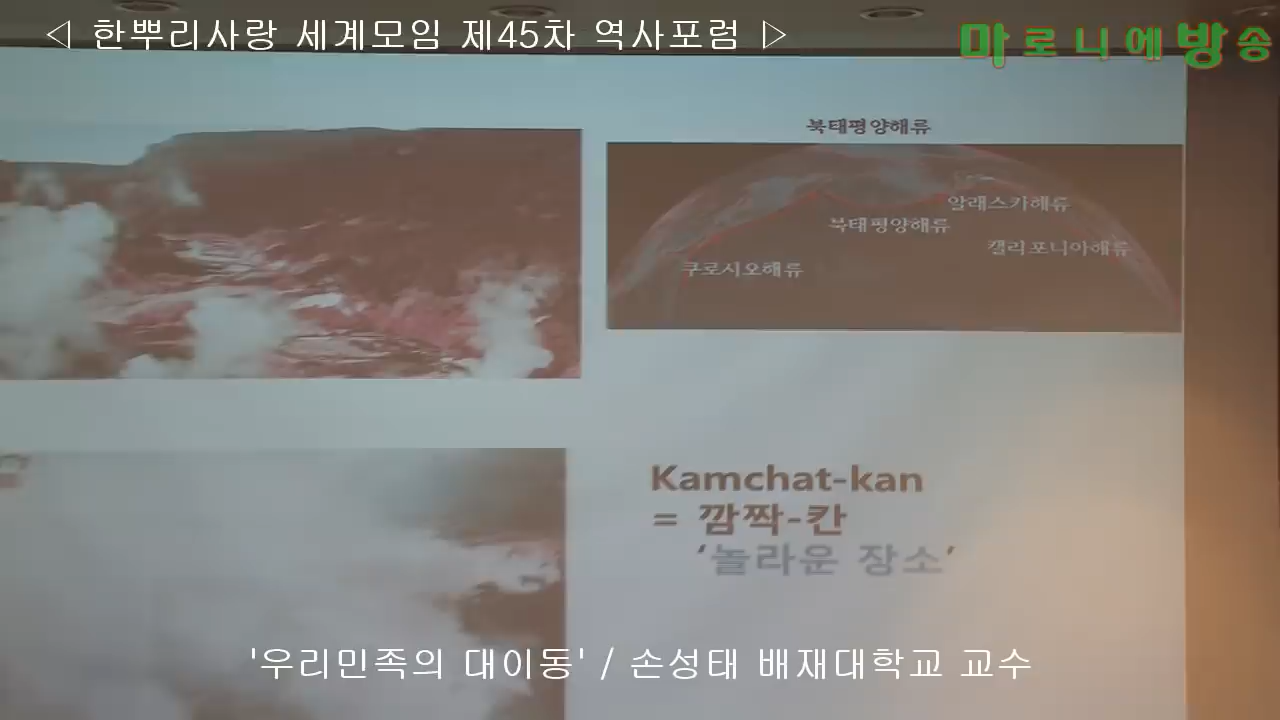 ◁ 한뿌리사랑 세계모임 제45차 역사포럼 ▷
마로니에방송
북태평양해류
알래스카해류
북태평양해류
캘리포니아해류
쿠로시오해류
Kamchat-kan
= 깜짝-칸
‘놀라운 장소’
'우리민족의 대이동' / 손성태 배재대학교 교수